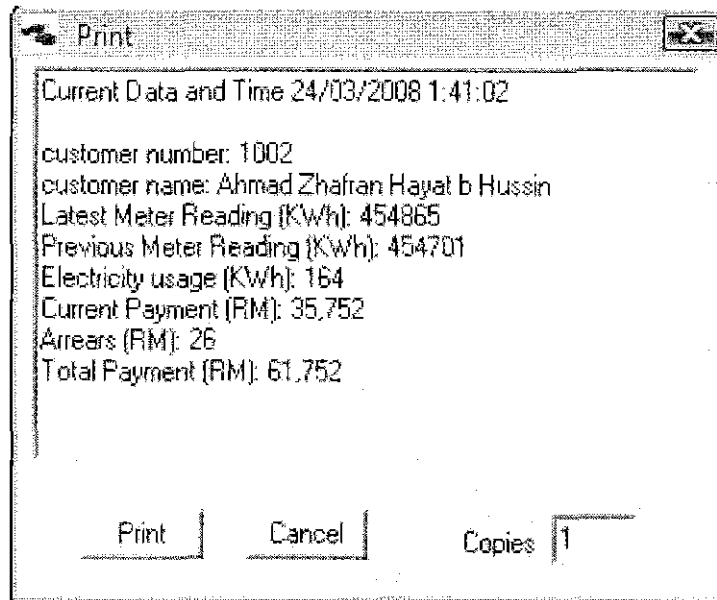 Print
Current Data and Time 24/03/2008 1:41:02
customer number: 1002
customer name: Ahmad Zhafran Hayat b Hussin
Latest Meter Reading (KWh): 454865
Previous Meter Reading (KWh): 454701
Electricity usage (KWh): 164
Current Payment (RM): 35,752
Arrears (RM): 26
Total Payment (RM): 61,752
Print Cancel Copies 1